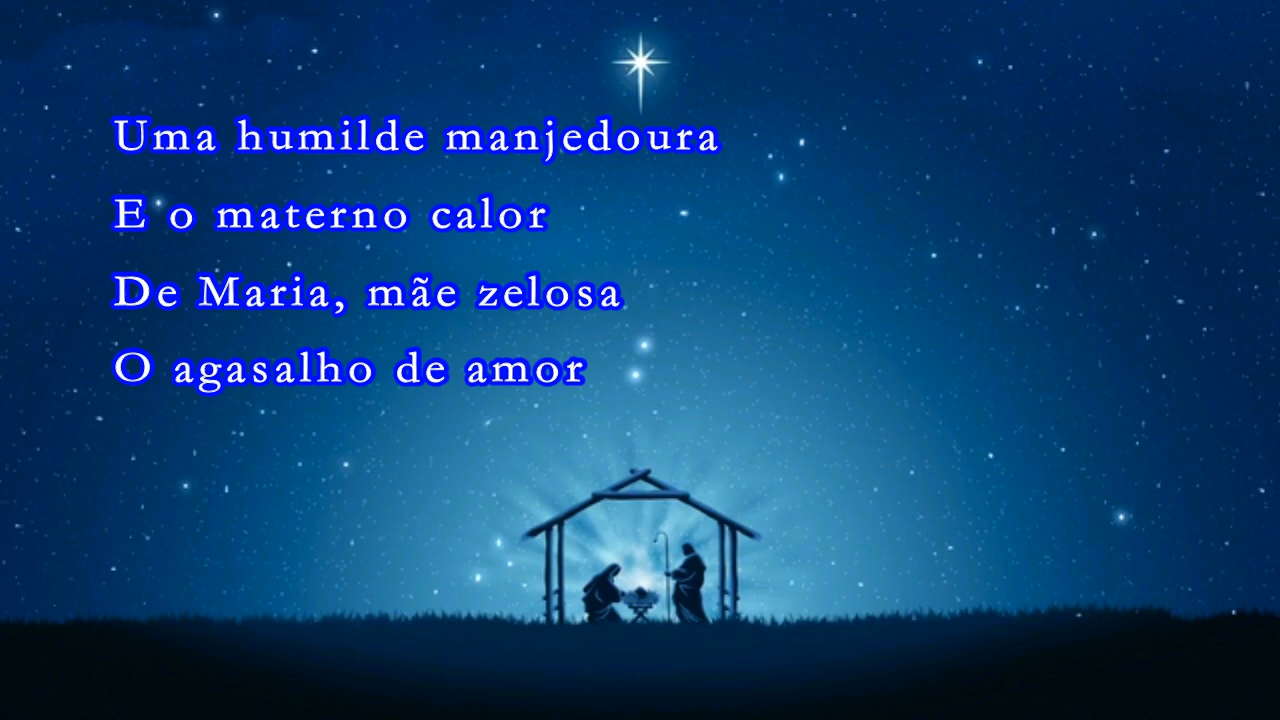 Uma humilde manjedoura
E o materno calor
De Maria, mãe zelosa
O agasalho de amor